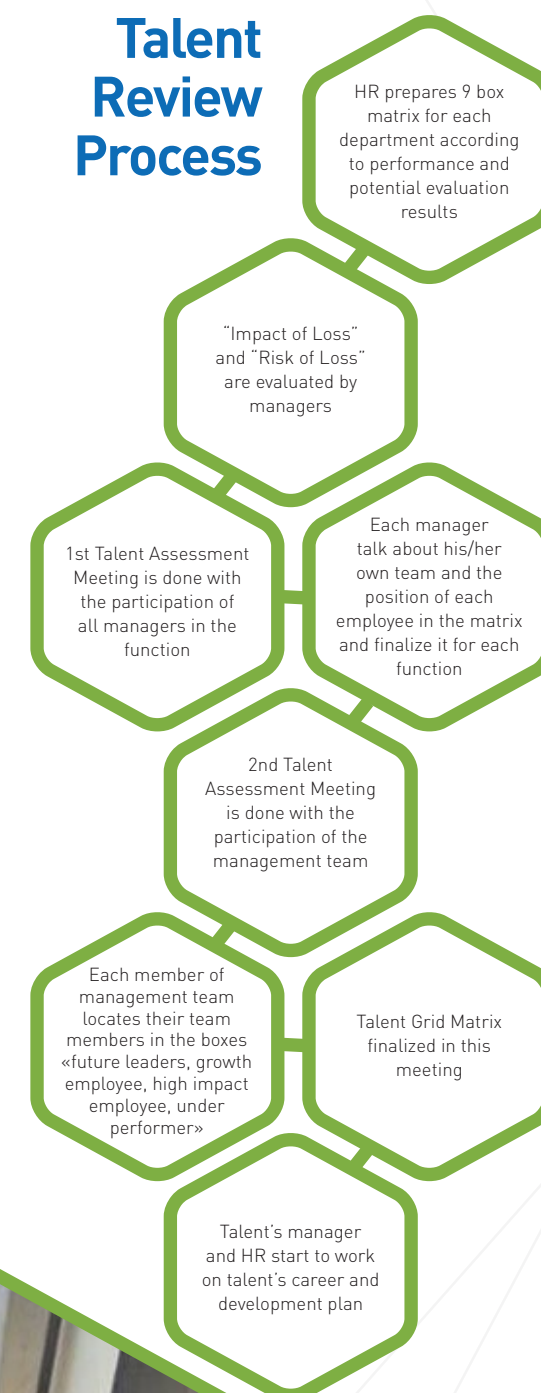 Talent
Review
Process
HR prepares 9 box
matrix for each
department according
to performance and
potential evaluation
results
“Impact of Loss”
and “Risk of Loss”
are evaluated by
managers
1st Talent Assessment
Meeting is done with
the participation of
all managers in the
function
Each manager
talk about his/her
own team and the
position of each
employee in the matrix
and finalize it for each
function
2nd Talent
Assessment Meeting
is done with the
participation of the
management team
Each member of
management team
locates their team
members in the boxes
«future leaders, growth
employee, high impact
employee, under
performer»
Talent Grid Matrix
finalized in this
meeting
Talent’s manager
and HR start to work
on talent’s career and
development plan